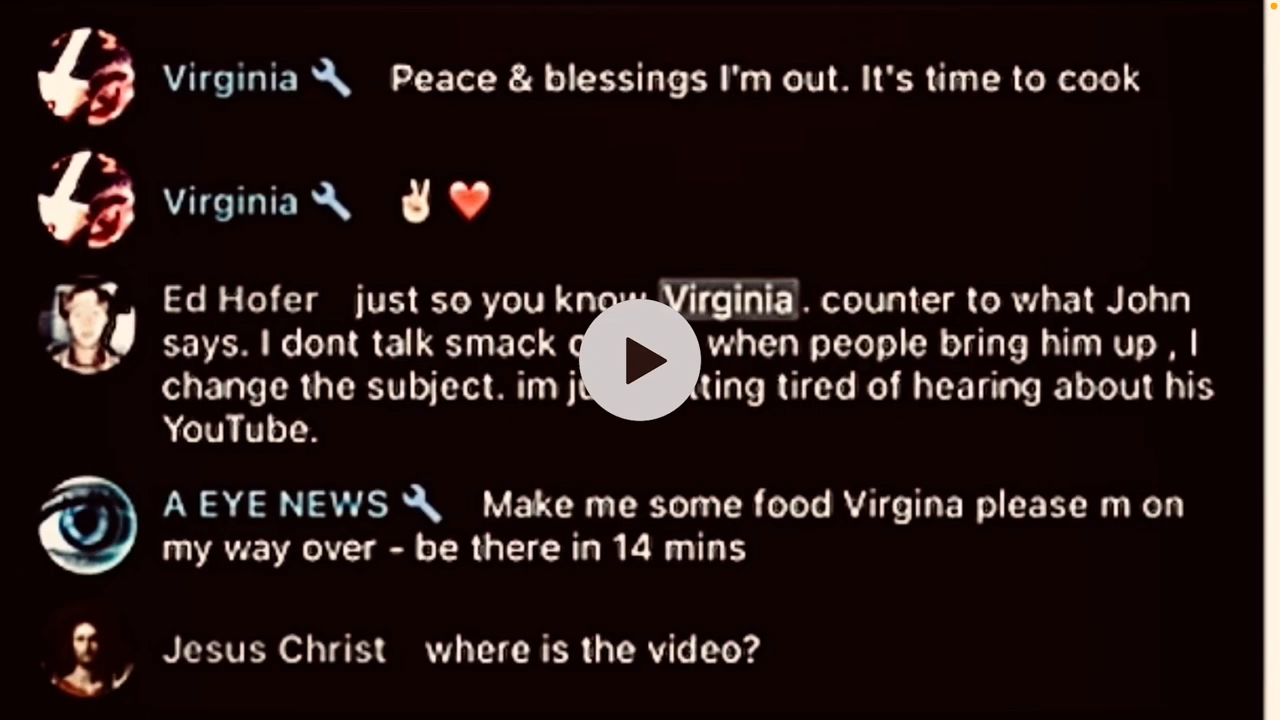 Virginia 🔧 Peace & blessings I'm out. It's time to cook
Virginia 🔧 ✌🏻 ❤️
Ed Hofer just so you know Virginia . counter to what John
says. I dont talk smack when people bring him up , I
change the subject. im tired of hearing about his
YouTube.
A EYE NEWS 🔧 Make me some food Virgina please m on
my way over - be there in 14 mins
Jesus Christ where is the video?